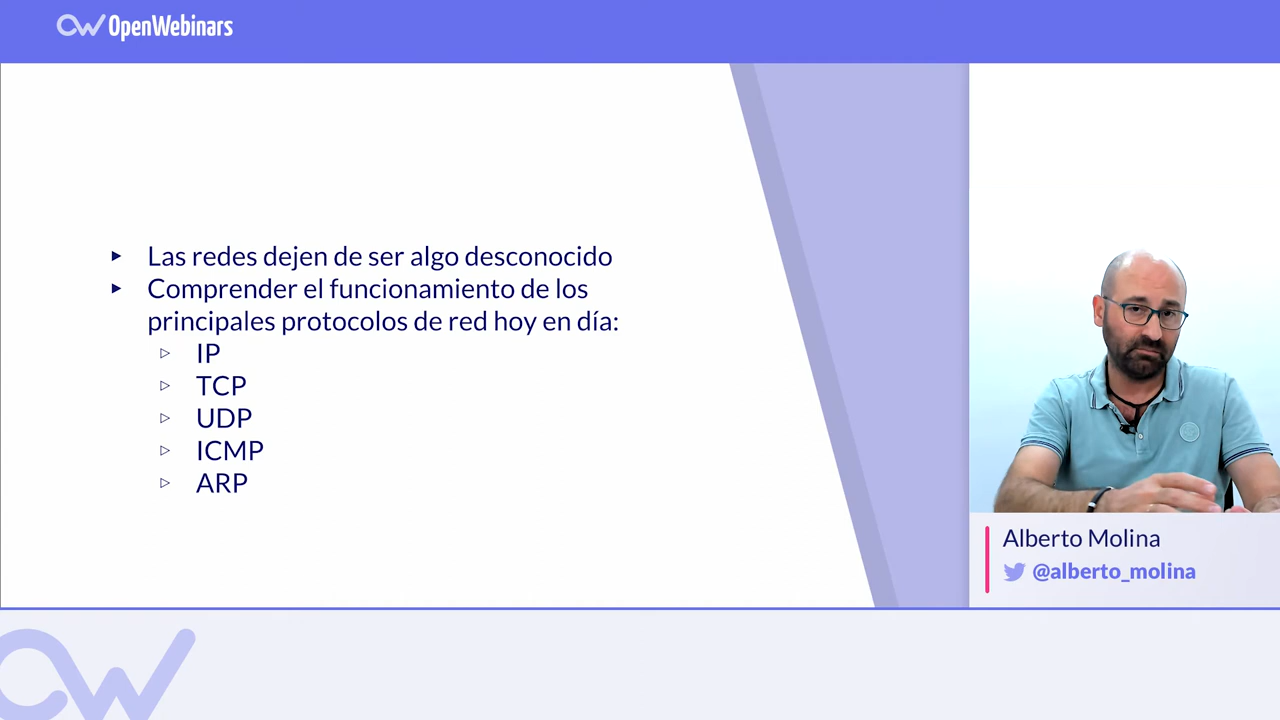 OpenWebinars
Las redes dejen de ser algo desconocido
Comprender el funcionamiento de los
principales protocolos de red hoy en día:
IP
TCP
UDP
ICMP
ARP
Alberto Molina
@alberto_molina